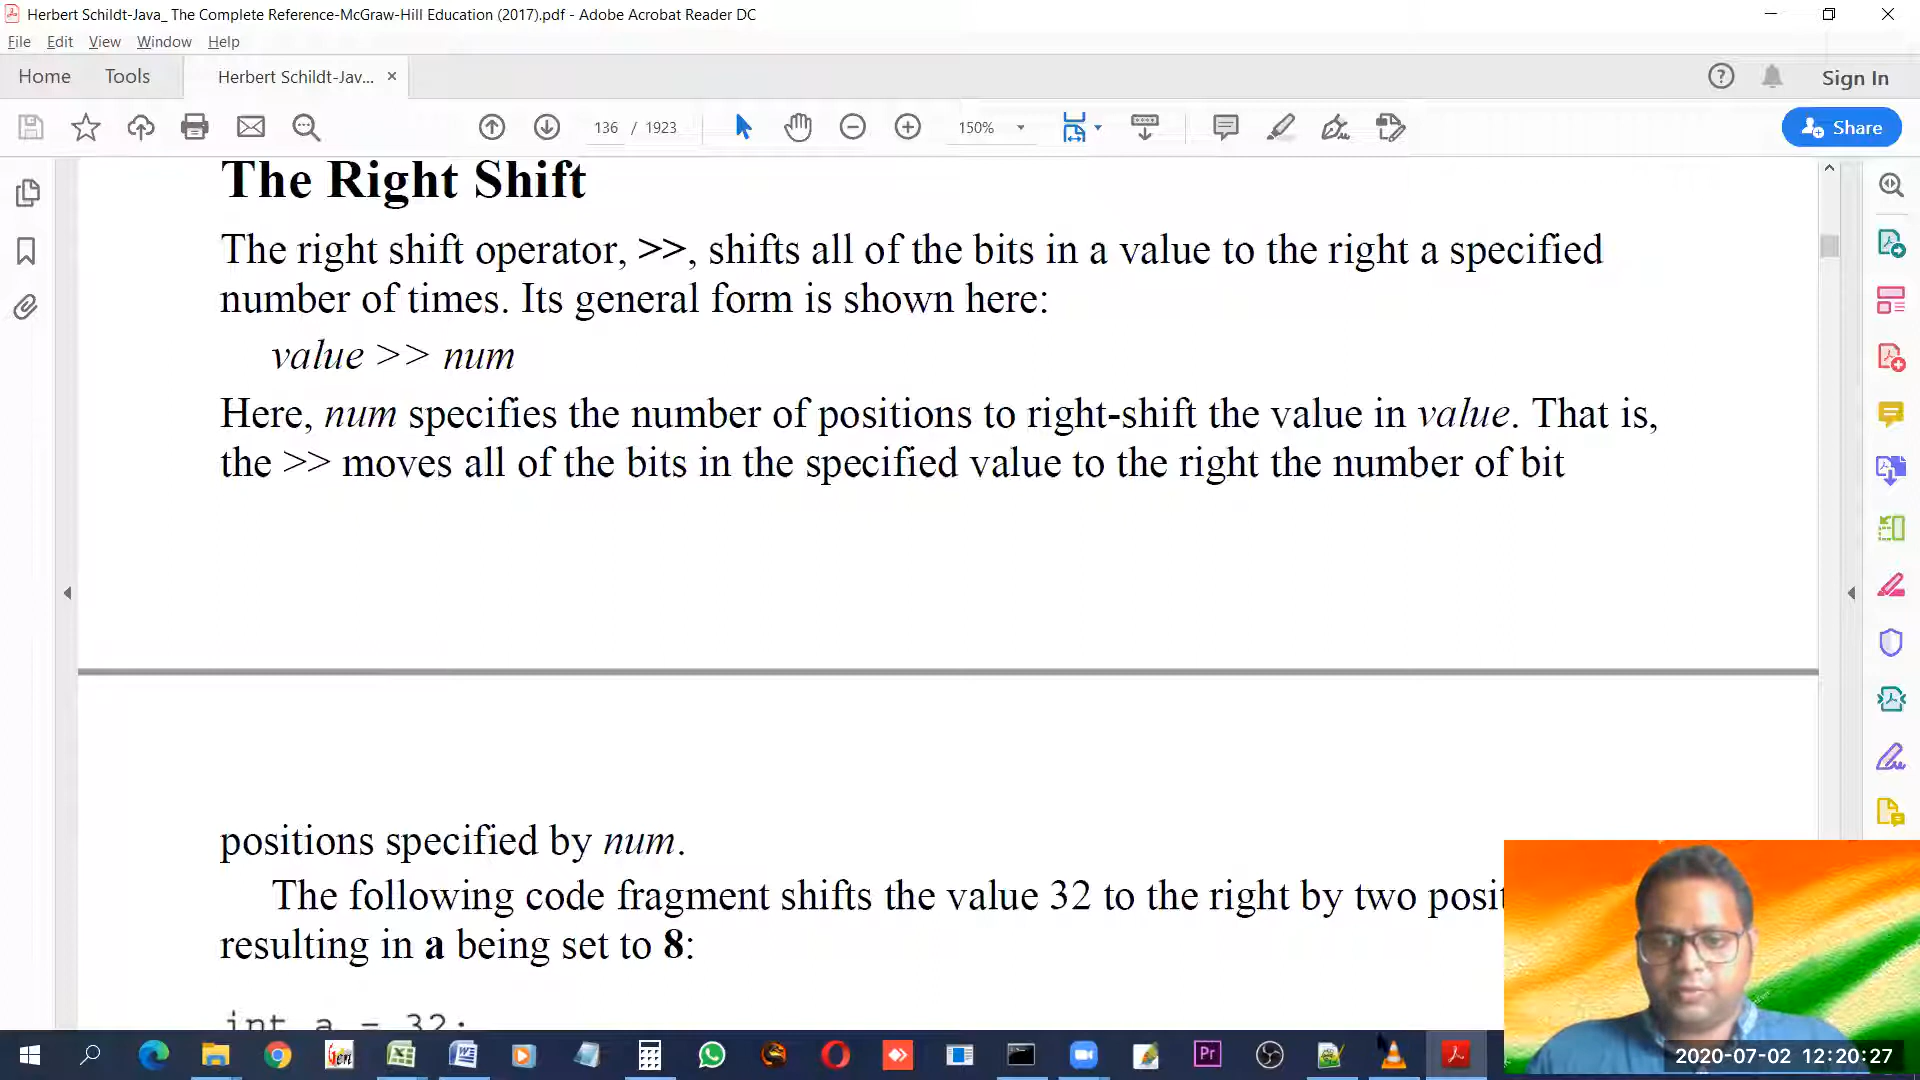 Herbert Schildt-Java_ The Complete Reference-McGraw-Hill Education (2017).pdf - Adobe Acrobat Reader DC
File Edit View Window Help
Home Tools Herbert Schildt-Jav... × Sign In
136 / 1923 150% Share
The Right Shift
The right shift operator, >>, shifts all of the bits in a value to the right a specified
number of times. Its general form is shown here:
value >> num
Here, num specifies the number of positions to right-shift the value in value. That is,
the >> moves all of the bits in the specified value to the right the number of bit
positions specified by num.
The following code fragment shifts the value 32 to the right by two posit
resulting in a being set to 8:
int a = 32;
Gen
Pr
2020-07-02 12:20:27